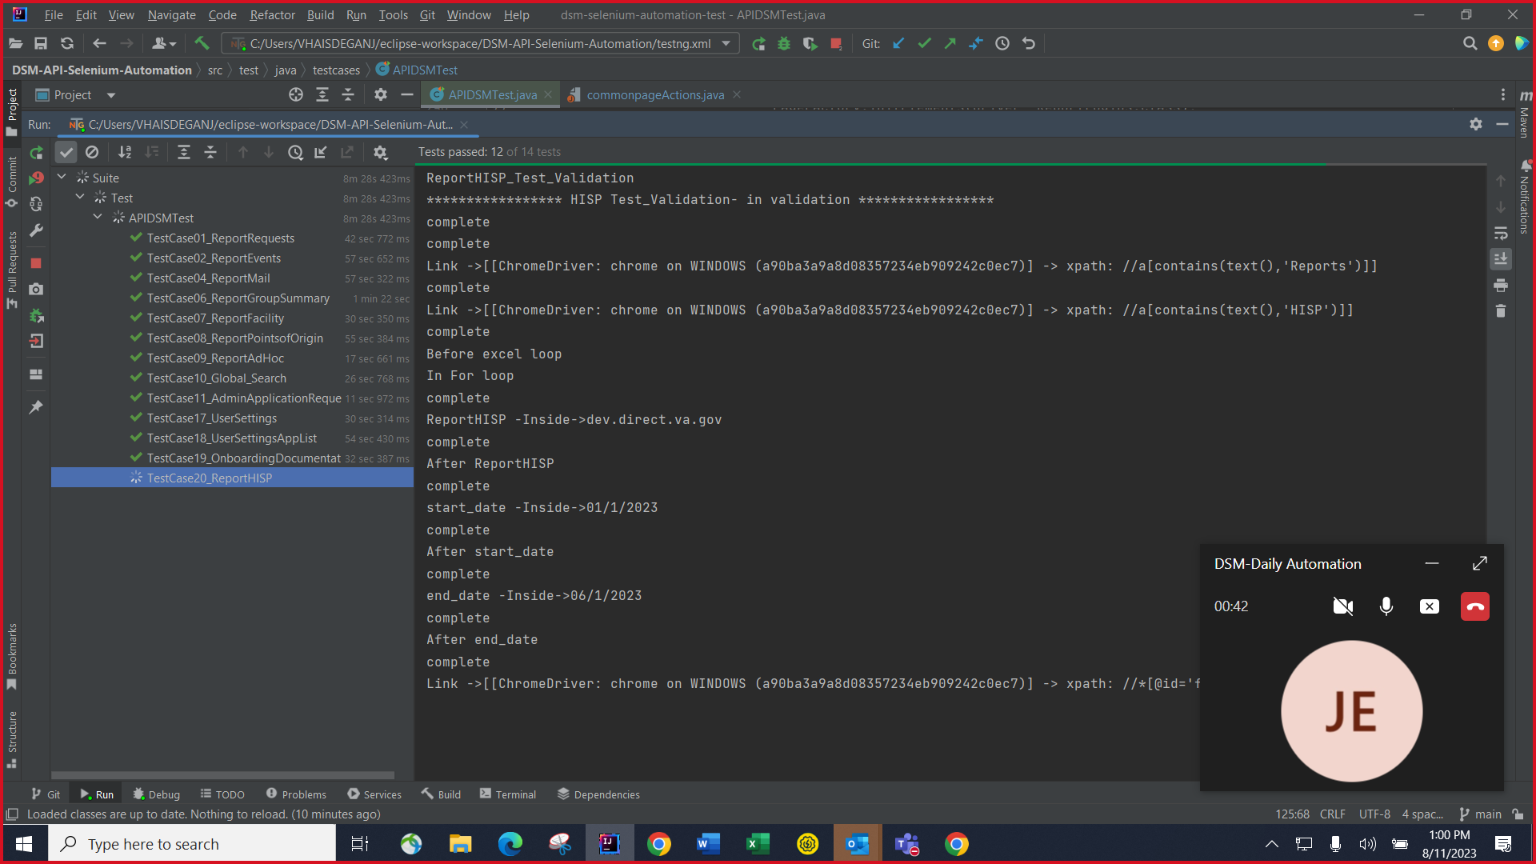 File Edit View Navigate Code Refactor Build Run Tools Git Window Help dsm-selenium-automation-test - APIDSMTest.java
C:/Users/VHAISDEGANJ/eclipse-workspace/DSM-API-Selenium-Automation/testng.xml Git:
DSM-API-Selenium-Automation src test java testcases APIDSMTest
Project APIDSMTest.java commonpageActions.java
Run: C:/Users/VHAISDEGANJ/eclipse-workspace/DSM-API-Selenium-Aut...
Tests passed: 12 of 14 tests
Suite 8m 28s 423ms
Test 8m 28s 423ms
APIDSMTest 8m 28s 423ms
TestCase01_ReportRequests 42 sec 772 ms
TestCase02_ReportEvents 57 sec 652 ms
TestCase04_ReportMail 57 sec 322 ms
TestCase06_ReportGroupSummary 1 min 22 sec
TestCase07_ReportFacility 30 sec 350 ms
TestCase08_ReportPointsofOrigin 55 sec 384 ms
TestCase09_ReportAdHoc 17 sec 661 ms
TestCase10_Global_Search 26 sec 768 ms
TestCase11_AdminApplicationReque 11 sec 972 ms
TestCase17_UserSettings 30 sec 314 ms
TestCase18_UserSettingsAppList 54 sec 430 ms
TestCase19_OnboardingDocumentat 32 sec 387 ms
TestCase20_ReportHISP
ReportHISP_Test_Validation
***************** HISP Test_Validation- in validation *****************
complete
complete
Link ->[[ChromeDriver: chrome on WINDOWS (a90ba3a9a8d08357234eb909242c0ec7)] -> xpath: //a[contains(text(),'Reports')]]
complete
Link ->[[ChromeDriver: chrome on WINDOWS (a90ba3a9a8d08357234eb909242c0ec7)] -> xpath: //a[contains(text(),'HISP')]]
complete
Before excel loop
In For loop
complete
ReportHISP -Inside->dev.direct.va.gov
complete
After ReportHISP
complete
start_date -Inside->01/1/2023
complete
After start_date
complete
end_date -Inside->06/1/2023
complete
After end_date
complete
Link ->[[ChromeDriver: chrome on WINDOWS (a90ba3a9a8d08357234eb909242c0ec7)] -> xpath: //*[@id='f
DSM-Daily Automation
00:42
JE
Project
Commit
Pull Requests
Bookmarks
Structure
m
Maven
Notifications
Git Run Debug TODO Problems Services Build Terminal Dependencies
Loaded classes are up to date. Nothing to reload. (10 minutes ago) 125:68 CRLF UTF-8 4 spac... main
Type here to search
1:00 PM
8/11/2023